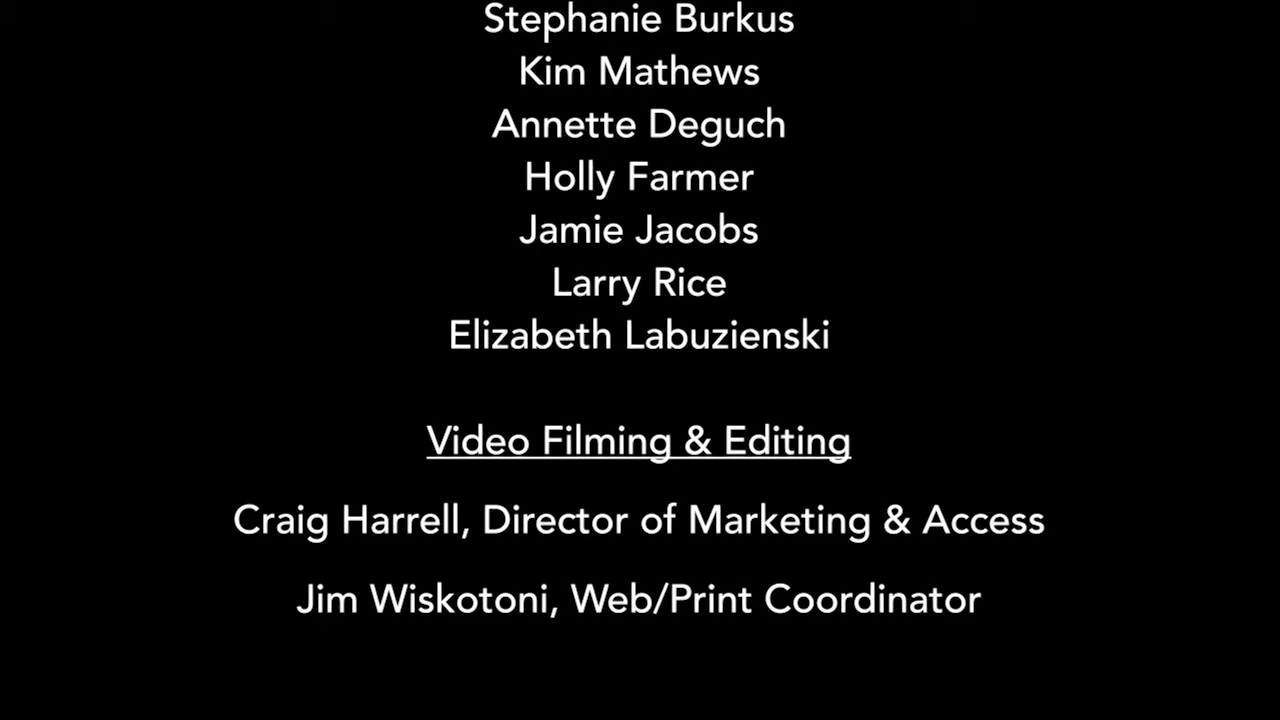 Stephanie Burkus
Kim Mathews
Annette Deguch
Holly Farmer
Jamie Jacobs
Larry Rice
Elizabeth Labuzienski
Video Filming & Editing
Craig Harrell, Director of Marketing & Access
Jim Wiskotoni, Web/Print Coordinator